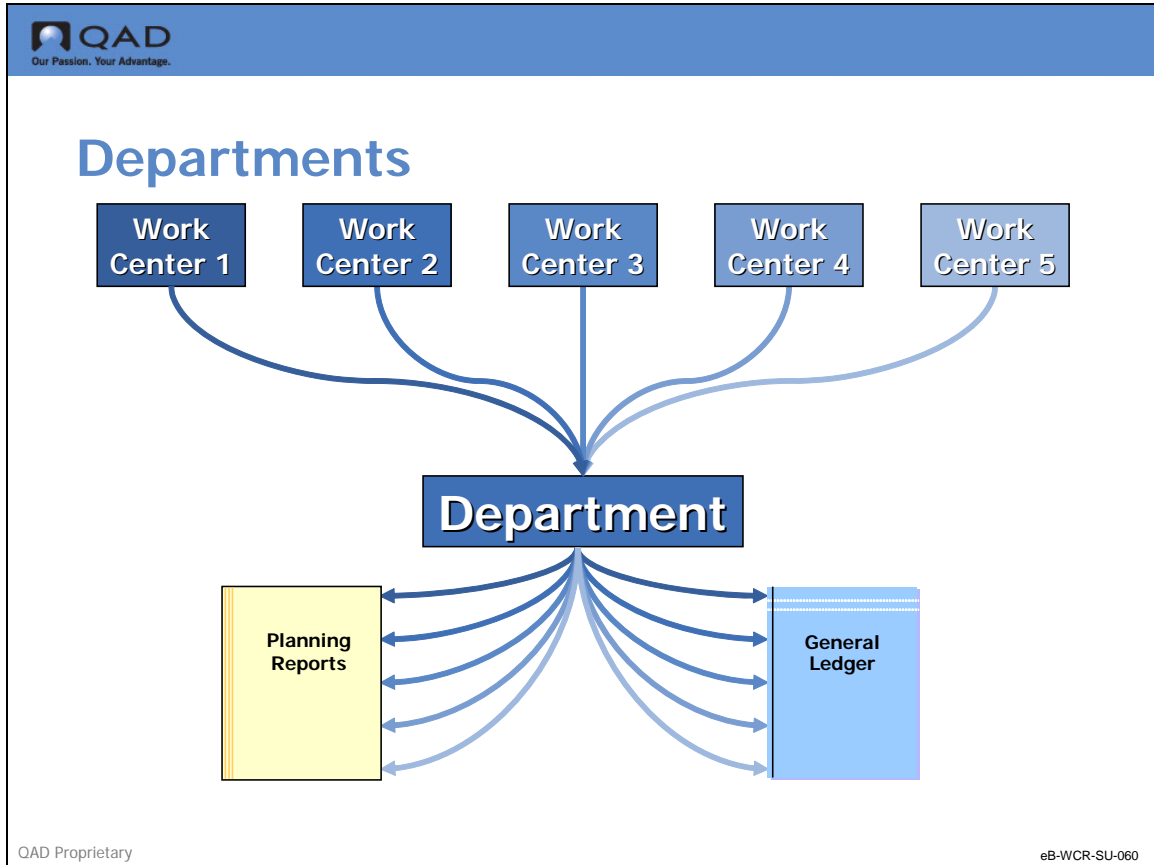 QAD
Our Passion. Your Advantage.
Departments
Work
Center 1
Work
Center 2
Work
Center 3
Work
Center 4
Work
Center 5
Department
Planning
Reports
General
Ledger
QAD Proprietary
eB-WCR-SU-060